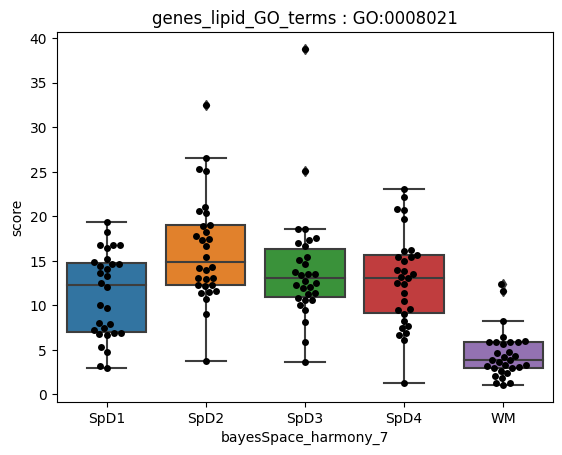 genes_lipid_GO_terms : GO:0008021
40
35
30
25
20
15
10
5
0
score
SpD1 SpD2 SpD3 SpD4 WM
bayesSpace_harmony_7